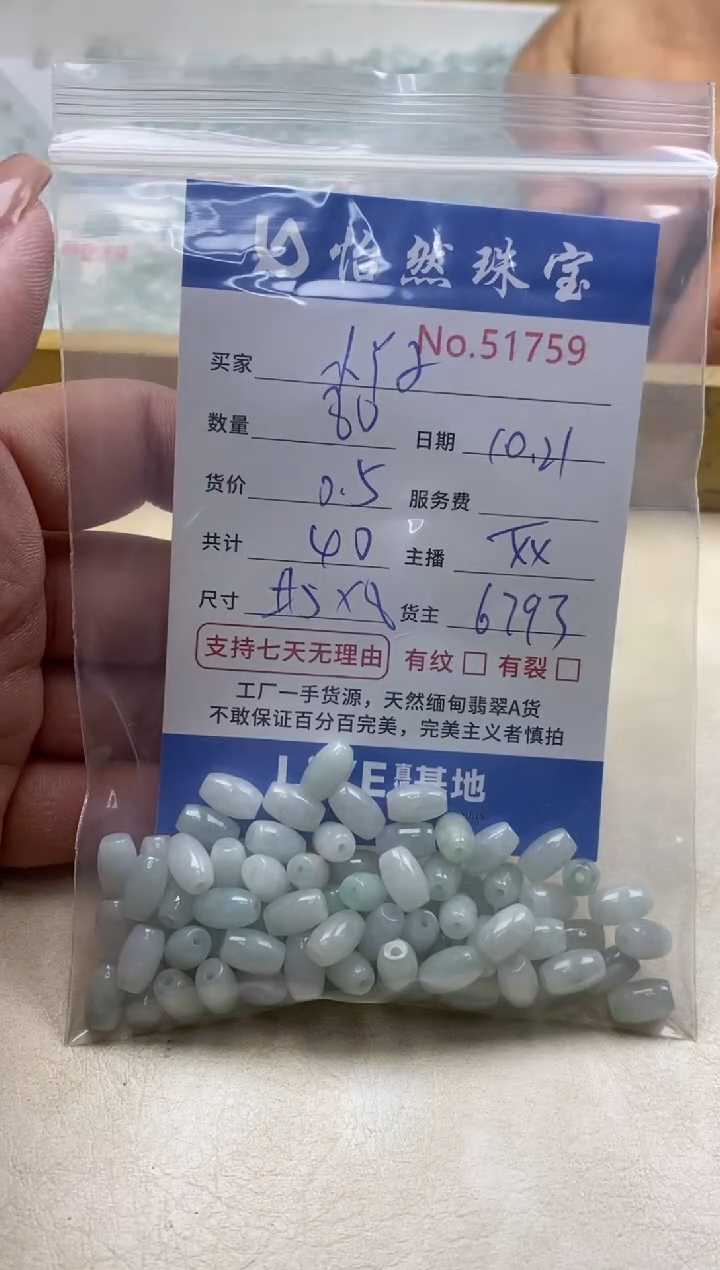 怡然珠宝
No.51759
买家
数量 80 日期 10.21
货价 0.5 服务费
共计 40 主播 TXX
尺寸 5X8 货主 6793
支持七天无理由 有纹 □ 有裂 □
工厂一手货源，天然缅甸翡翠A货
不敢保证百分百完美，完美主义者慎拍
基地